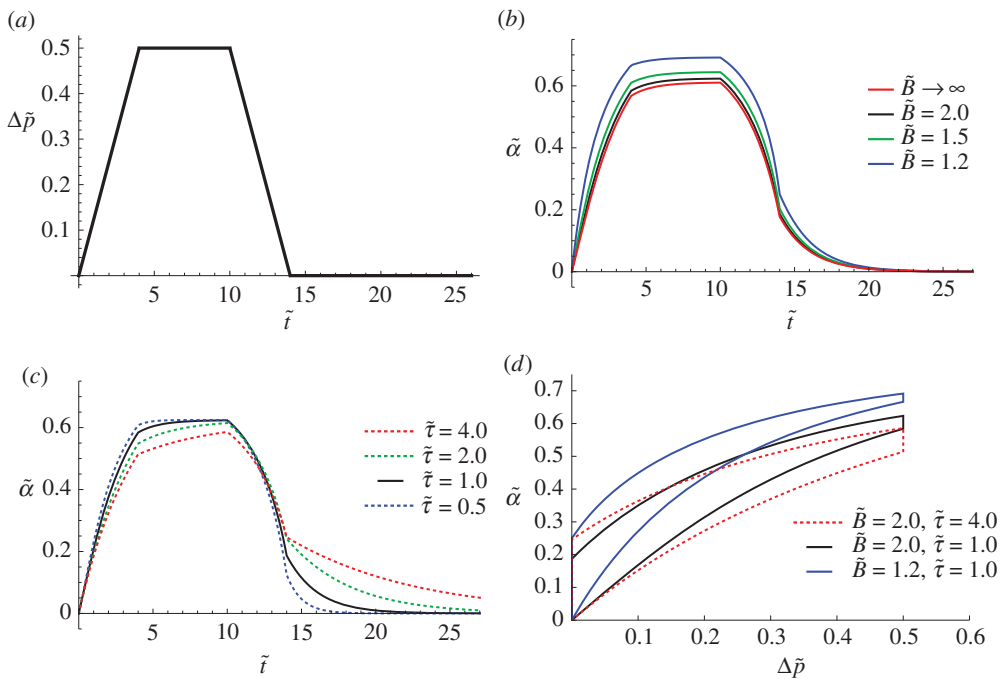 (a)
0.5
0.4
Δp̃
0.2
0.1
5 10 15 20 25
t̃
(b)
0.6
0.4
α̃
0.2
0
5 10 15 20 25
t̃
B̃ → ∞
B̃ = 2.0
B̃ = 1.5
B̃ = 1.2
(c)
0.6
0.4
α̃
0.2
0
5 10 15 20 25
t̃
τ̃ = 4.0
τ̃ = 2.0
τ̃ = 1.0
τ̃ = 0.5
(d)
0.7
0.6
0.5
0.4
α̃
0.3
0.2
0.1
0
0.1 0.2 0.3 0.4 0.5 0.6
Δp̃
B̃ = 2.0, τ̃ = 4.0
B̃ = 2.0, τ̃ = 1.0
B̃ = 1.2, τ̃ = 1.0